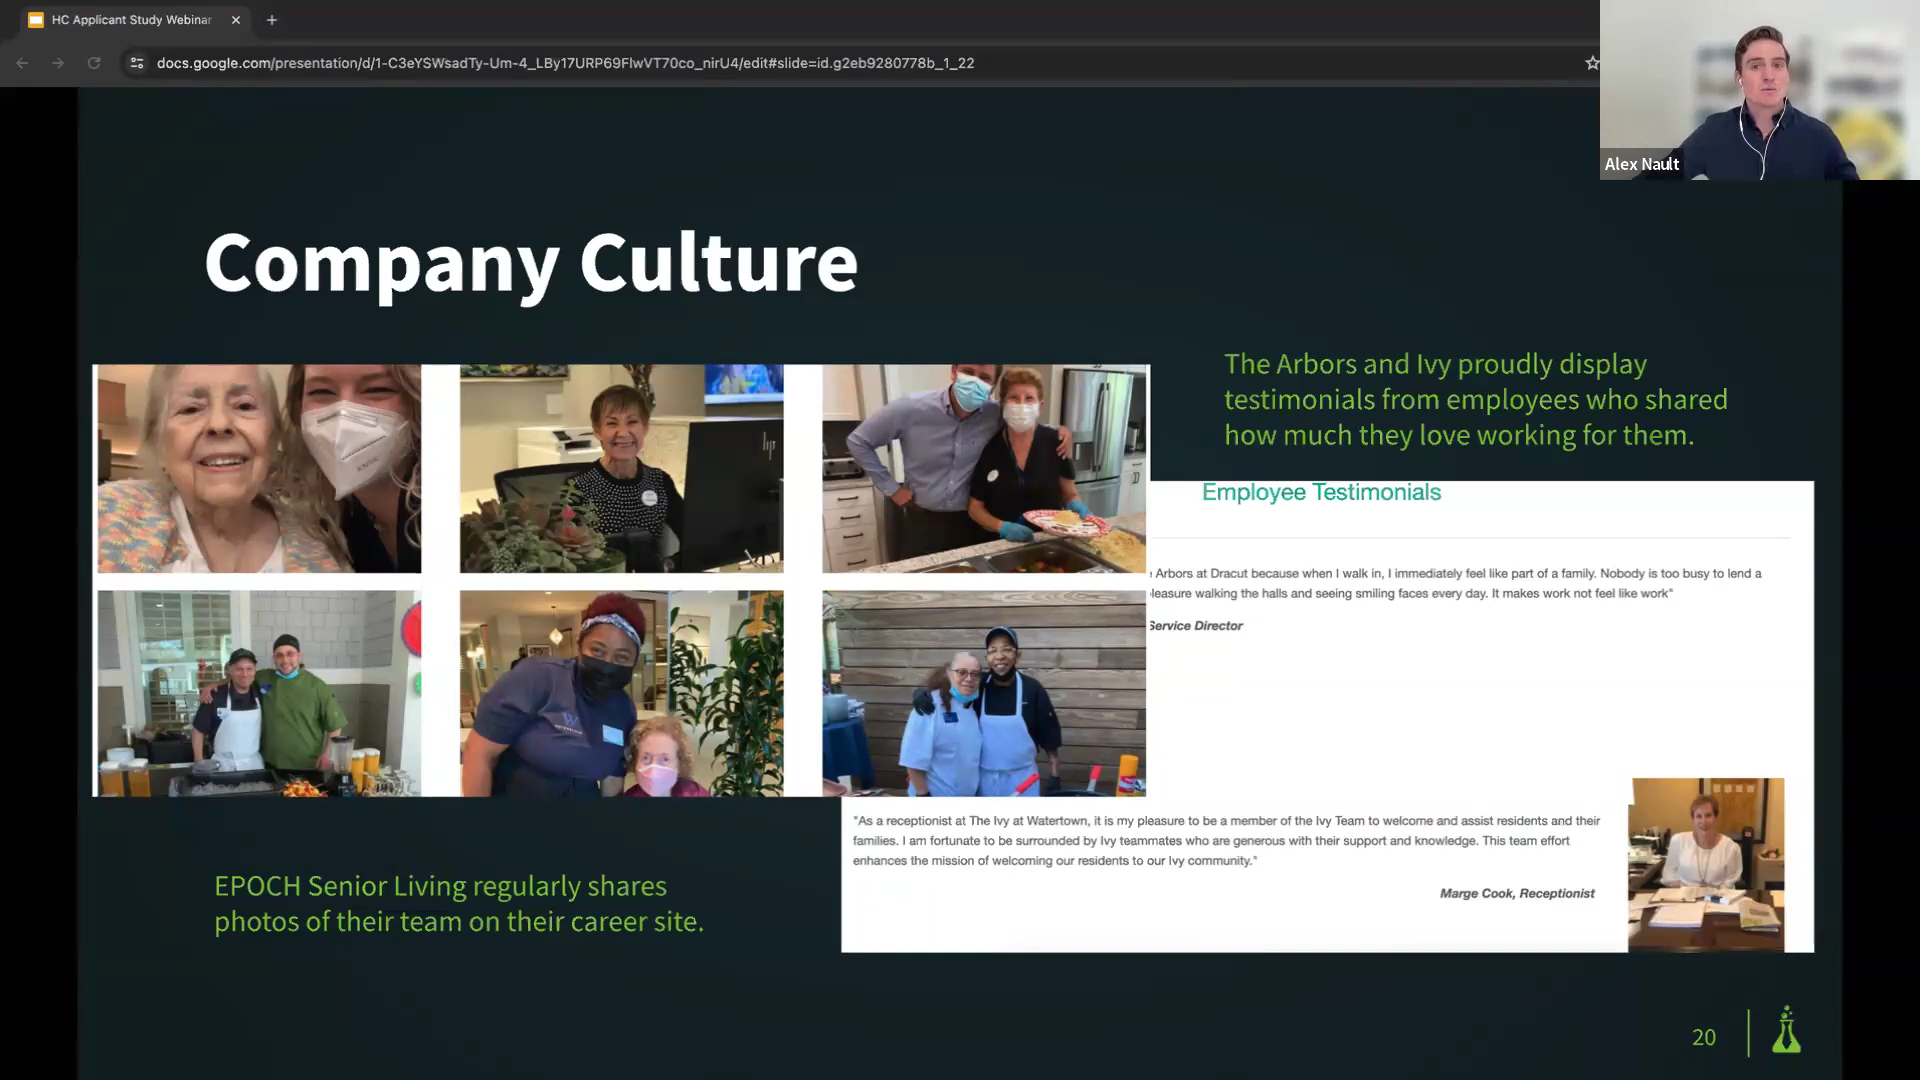 HC Applicant Study Webinar
docs.google.com/presentation/d/1-C3eYSWsadTy-Um-4_LBy17URP69FlwVT70co_nirU4/edit#slide=id.g2eb9280778b_1_22
Alex Nault
Company Culture
The Arbors and Ivy proudly display
testimonials from employees who shared
how much they love working for them.
Employee Testimonials
Arbors at Dracut because when I walk in, I immediately feel like part of a family. Nobody is too busy to lend a
leasure walking the halls and seeing smiling faces every day. It makes work not feel like work"
Service Director
"As a receptionist at The Ivy at Watertown, it is my pleasure to be a member of the Ivy Team to welcome and assist residents and their
families. I am fortunate to be surrounded by Ivy teammates who are generous with their support and knowledge. This team effort
enhances the mission of welcoming our residents to our Ivy community."
Marge Cook, Receptionist
EPOCH Senior Living regularly shares
photos of their team on their career site.
20